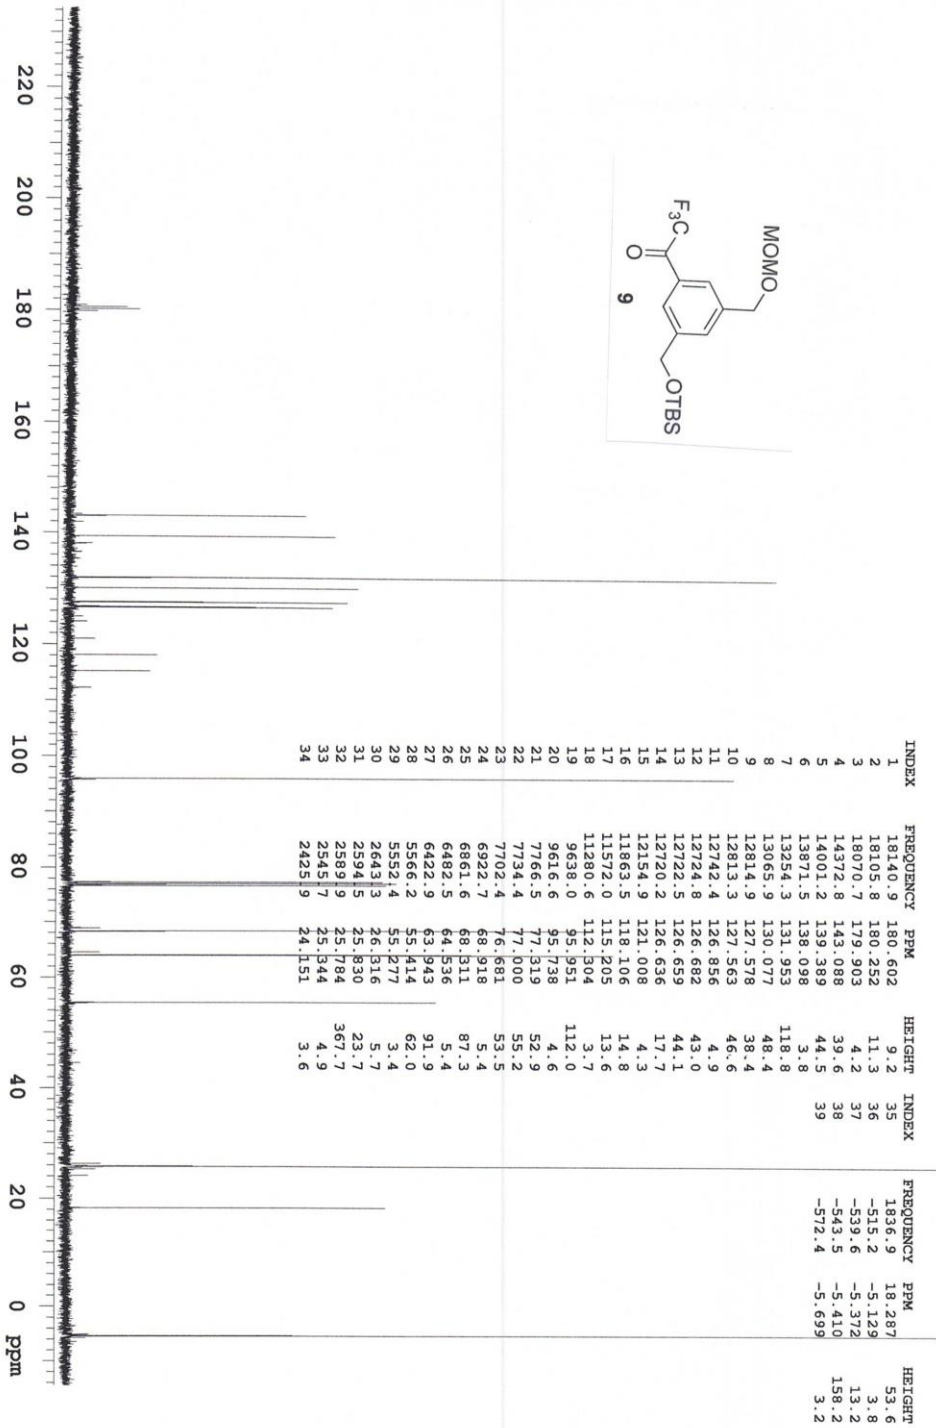 INDEX FREQUENCY PPM HEIGHT
1 18140.9 180.602 9.2
2 18105.8 180.252 11.3
3 18070.7 179.903 4.2
4 14372.8 143.088 39.6
5 14001.2 139.389 44.5
6 13871.5 138.098 3.8
7 13254.3 131.953 118.8
8 13065.9 130.077 48.4
9 12814.9 127.578 38.4
10 12813.3 127.563 46.6
11 12742.4 126.856 4.9
12 12724.8 126.682 43.0
13 12722.5 126.659 44.1
14 12720.2 126.636 17.7
15 12154.9 121.008 4.3
16 11863.5 118.106 14.8
17 11572.0 115.205 13.6
18 11280.6 112.304 3.7
19 9638.0 95.951 112.0
20 9616.6 95.738 4.6
21 7766.5 77.319 52.9
22 7734.4 77.000 55.2
23 7702.4 76.681 53.5
24 6922.7 68.918 5.4
25 6861.6 68.311 87.3
26 6482.5 64.536 5.4
27 6422.9 63.943 91.9
28 5566.2 55.414 62.0
29 5552.4 55.277 3.4
30 2643.3 26.316 5.7
31 2594.5 25.830 23.7
32 2589.9 25.784 367.7
33 2545.7 25.344 4.9
34 2425.9 24.151 3.6
INDEX FREQUENCY PPM HEIGHT
35 1836.9 18.287 53.6
36 -515.2 -5.129 3.8
37 -539.6 -5.372 13.2
38 -543.5 -5.410 158.2
39 -572.4 -5.699 3.2
MOMO
OTBS
F3C
O
9
220 200 180 160 140 120 100 80 60 40 20 0 ppm